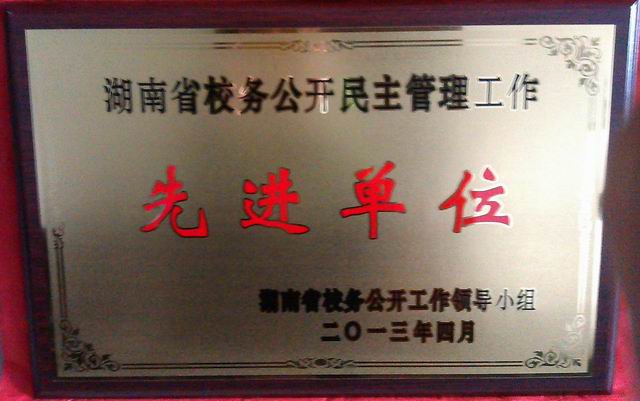 湖南省校务公开民主管理工作
先进单位
湖南省校务公开工作领导小组
二〇一三年四月